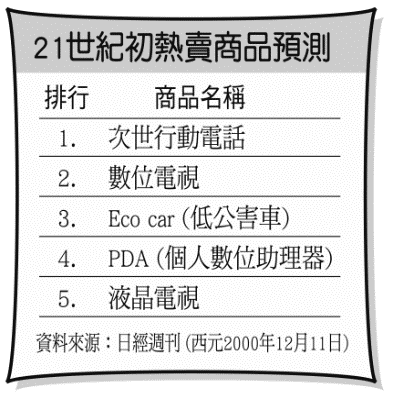 21世紀初熱賣商品預測
排行 商品名稱
1. 次世行動電話
2. 數位電視
3. Eco car (低公害車)
4. PDA (個人數位助理器)
5. 液晶電視
資料來源：日經週刊(西元2000年12月11日)